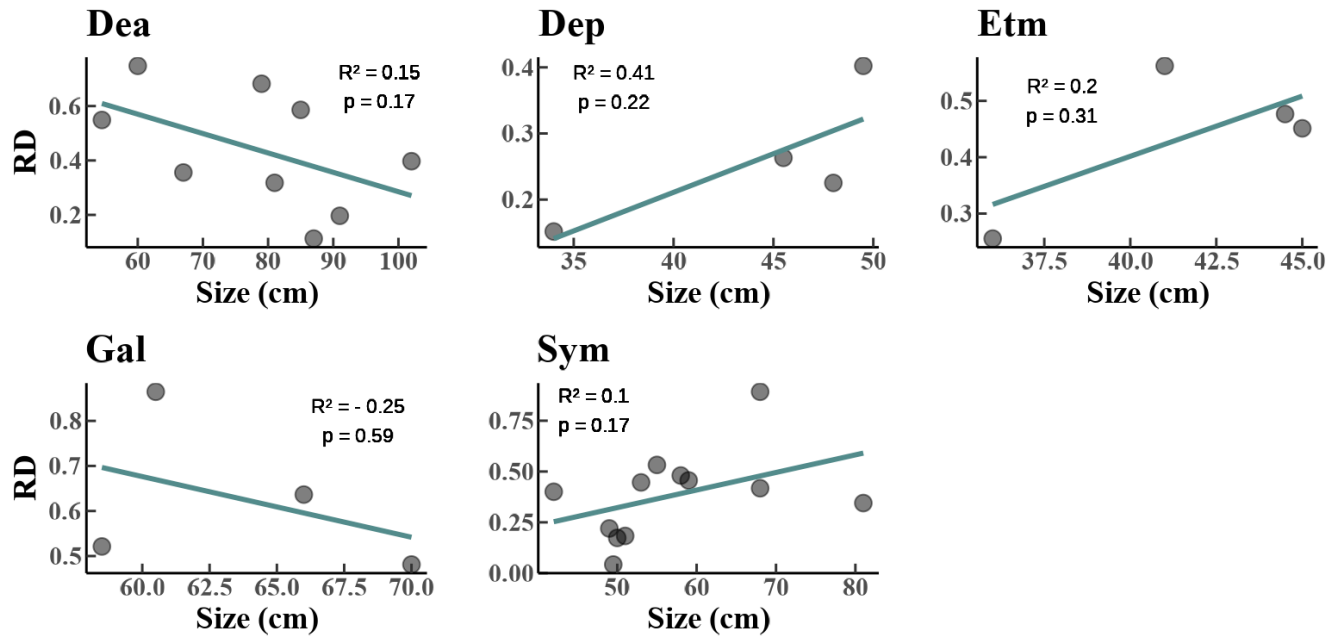 Dea
R² = 0.15
p = 0.17
RD
0.6
0.4
0.2
60 70 80 90 100
Size (cm)
Dep
R² = 0.41
p = 0.22
0.4
0.3
0.2
35 40 45 50
Size (cm)
Etm
R² = 0.2
p = 0.31
0.5
0.4
0.3
37.5 40.0 42.5 45.0
Size (cm)
Gal
R² = - 0.25
p = 0.59
RD
0.8
0.7
0.6
0.5
60.0 62.5 65.0 67.5 70.0
Size (cm)
Sym
R² = 0.1
p = 0.17
0.75
0.50
0.25
0.00
50 60 70 80
Size (cm)